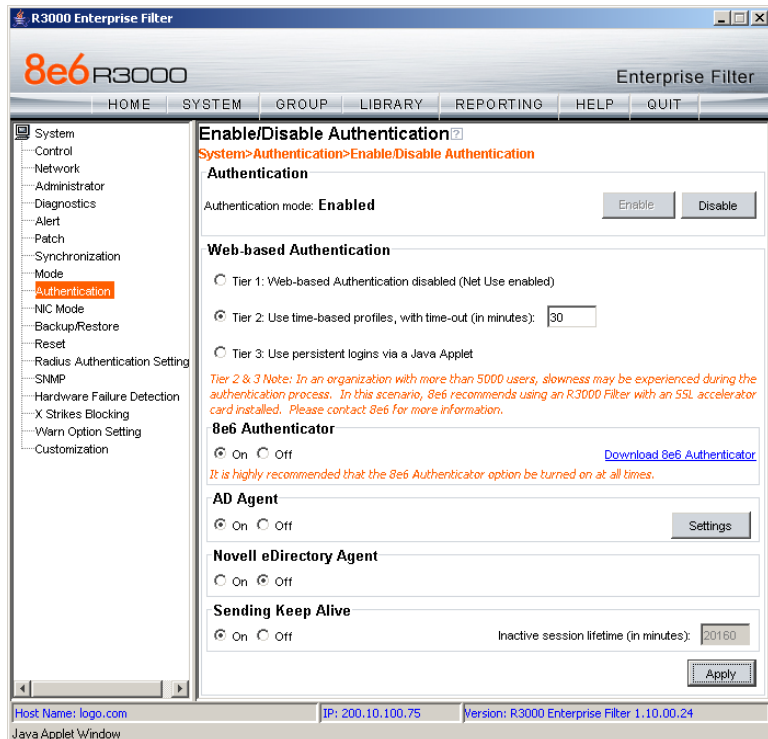 R3000 Enterprise Filter
8e6 R3000
Enterprise Filter
HOME SYSTEM GROUP LIBRARY REPORTING HELP QUIT
System
Control
Network
Administrator
Diagnostics
Alert
Patch
Synchronization
Mode
Authentication
NIC Mode
Backup/Restore
Reset
Radius Authentication Setting
SNMP
Hardware Failure Detection
X Strikes Blocking
Warn Option Setting
Customization
Enable/Disable Authentication ?
System>Authentication>Enable/Disable Authentication
Authentication
Authentication mode: Enabled
Enable Disable
Web-based Authentication
Tier 1: Web-based Authentication disabled (Net Use enabled)
Tier 2: Use time-based profiles, with time-out (in minutes): 30
Tier 3: Use persistent logins via a Java Applet
Tier 2 & 3 Note: In an organization with more than 5000 users, slowness may be experienced during the
authentication process. In this scenario, 8e6 recommends using an R3000 Filter with an SSL accelerator
card installed. Please contact 8e6 for more information.
8e6 Authenticator
On Off Download 8e6 Authenticator
It is highly recommended that the 8e6 Authenticator option be turned on at all times.
AD Agent
On Off Settings
Novell eDirectory Agent
On Off
Sending Keep Alive
On Off Inactive session lifetime (in minutes): 20160
Apply
Host Name: logo.com IP: 200.10.100.75 Version: R3000 Enterprise Filter 1.10.00.24
Java Applet Window